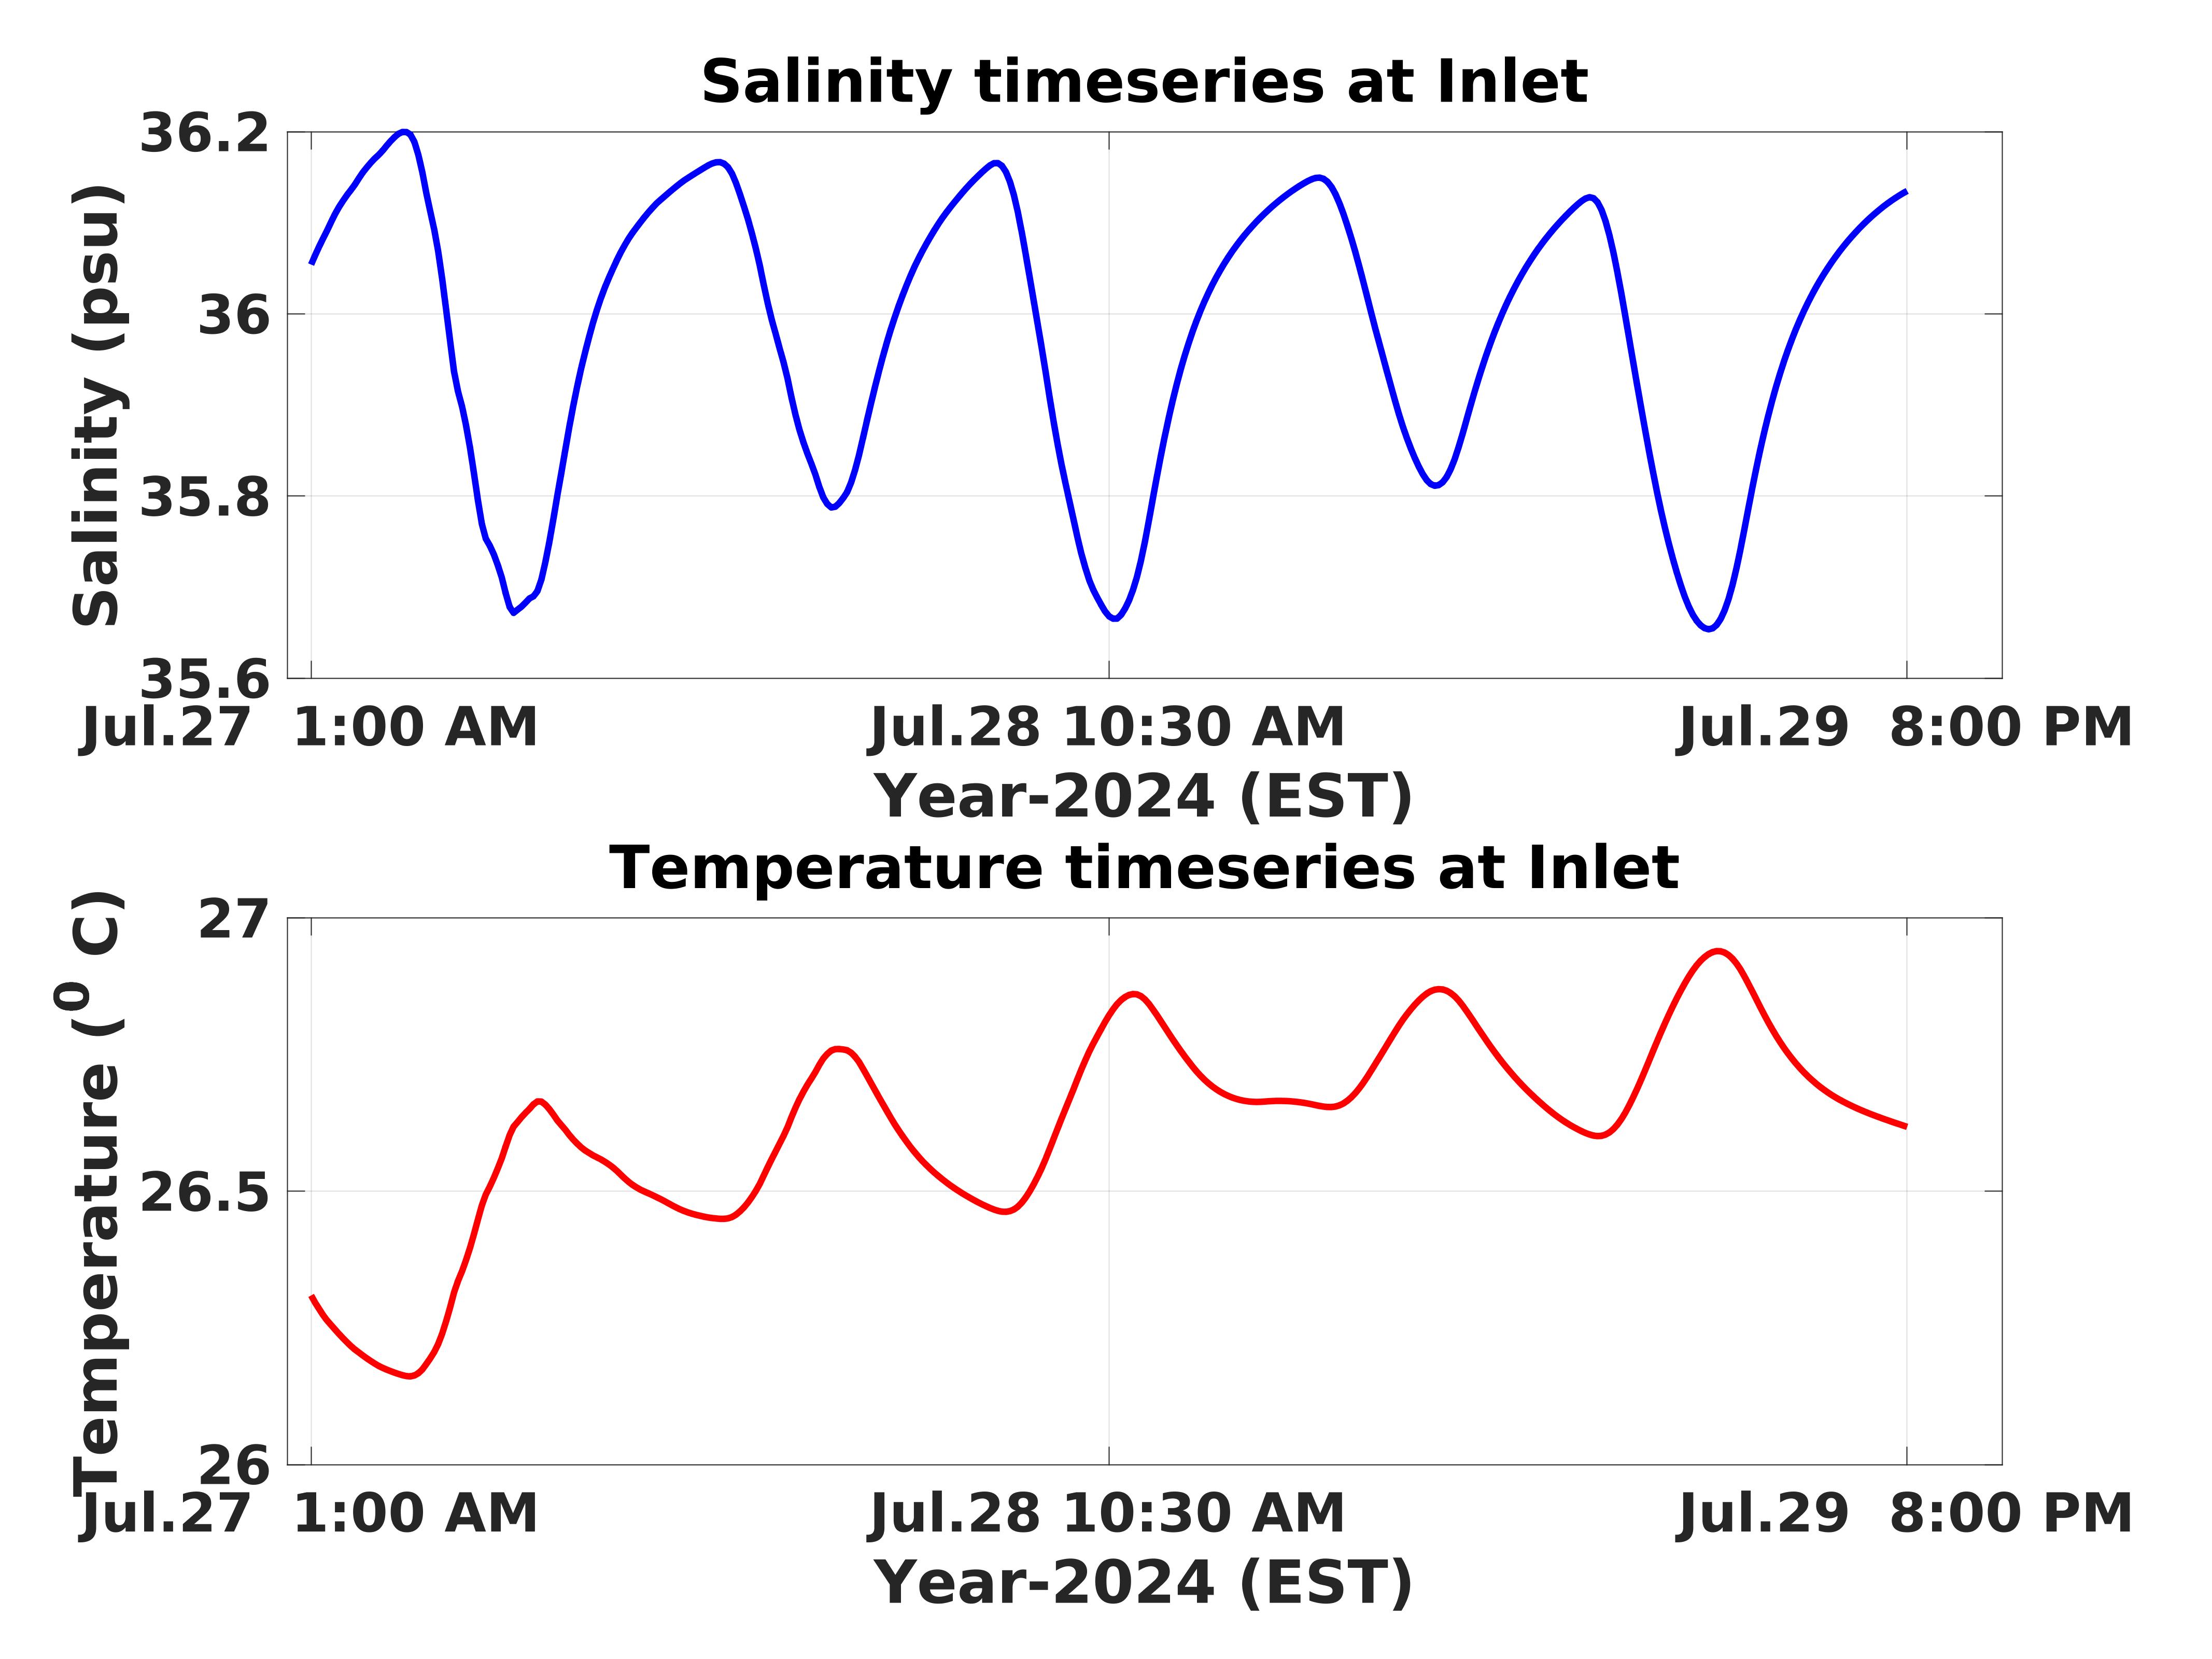 Salinity timeseries at Inlet
Salinity (psu)
36.2
36
35.8
35.6
Jul.27  1:00 AM
Jul.28 10:30 AM
Jul.29  8:00 PM
Year-2024 (EST)
Temperature timeseries at Inlet
Temperature (⁰ C)
27
26.5
26
Jul.27  1:00 AM
Jul.28 10:30 AM
Jul.29  8:00 PM
Year-2024 (EST)